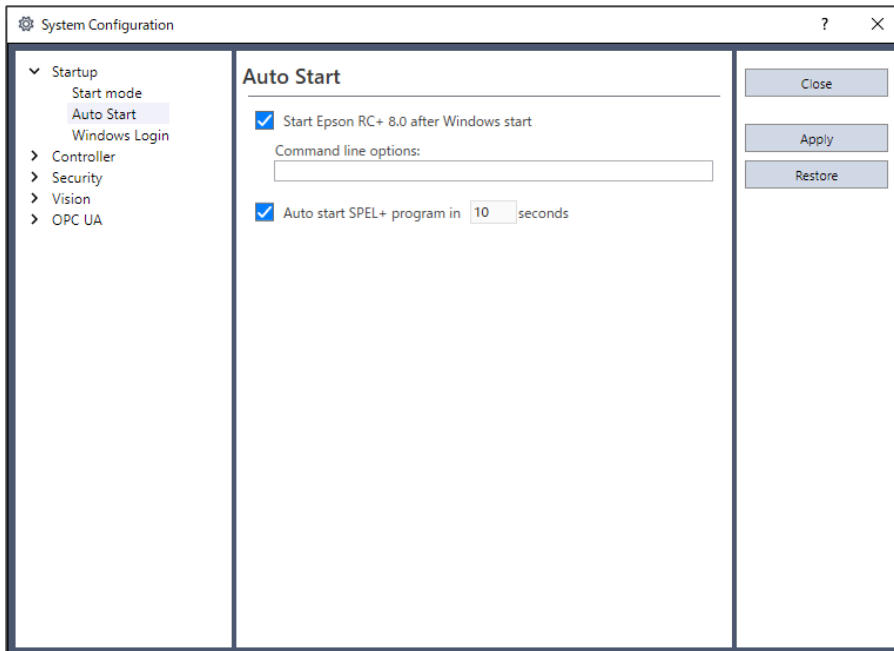 System Configuration
?
Startup
Start mode
Auto Start
Windows Login
Controller
Security
Vision
OPC UA
Auto Start
Start Epson RC+ 8.0 after Windows start
Command line options:
Auto start SPEL+ program in 10 seconds
Close
Apply
Restore